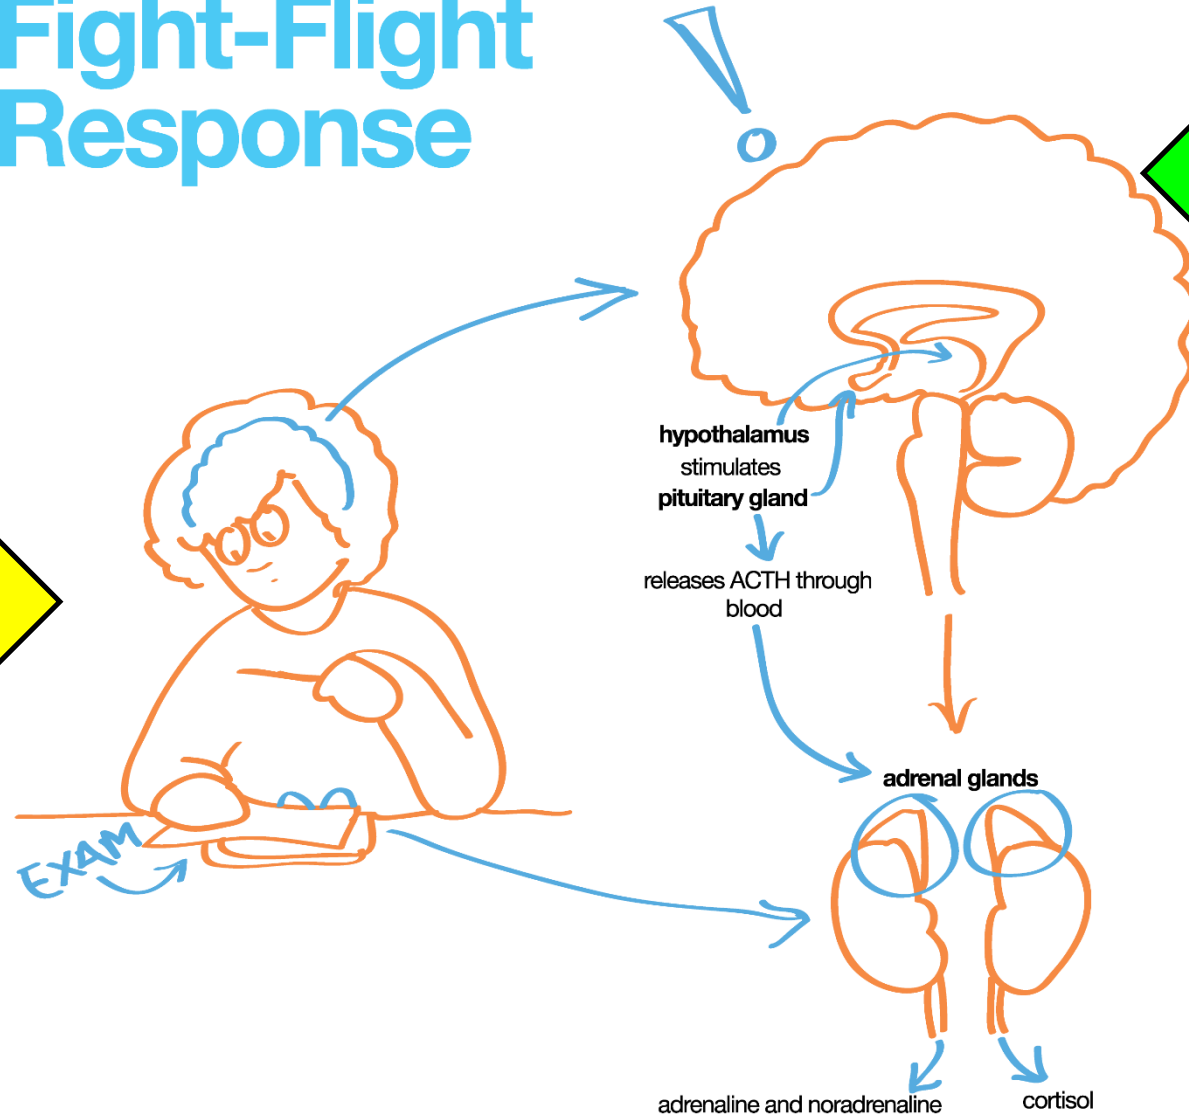 Fight-Flight
Response
hypothalamus
stimulates
pituitary gland
releases ACTH through
blood
adrenal glands
EXAM
adrenaline and noradrenaline
cortisol